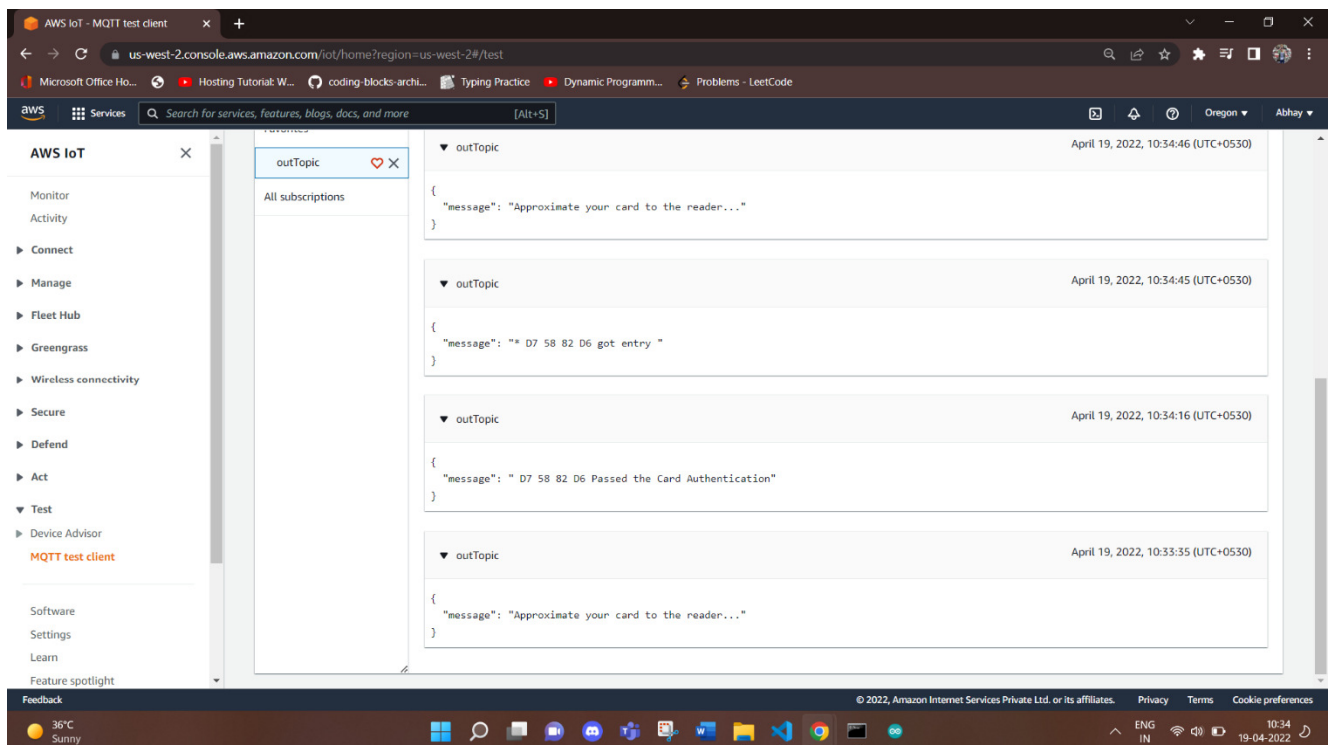 AWS IoT - MQTT test client
us-west-2.console.aws.amazon.com/iot/home?region=us-west-2#/test
Microsoft Office Ho...
Hosting Tutorial: W...
coding-blocks-archi...
Typing Practice
Dynamic Programm...
Problems - LeetCode
aws
Services
Search for services, features, blogs, docs, and more
[Alt+S]
Oregon
Abhay
AWS IoT
Monitor
Activity
Connect
Manage
Fleet Hub
Greengrass
Wireless connectivity
Secure
Defend
Act
Test
Device Advisor
MQTT test client
Software
Settings
Learn
Feature spotlight
Favorites
outTopic
All subscriptions
outTopic
April 19, 2022, 10:34:46 (UTC+0530)
{
"message": "Approximate your card to the reader..."
}
outTopic
April 19, 2022, 10:34:45 (UTC+0530)
{
"message": "* D7 58 82 D6 got entry "
}
outTopic
April 19, 2022, 10:34:16 (UTC+0530)
{
"message": " D7 58 82 D6 Passed the Card Authentication"
}
outTopic
April 19, 2022, 10:33:35 (UTC+0530)
{
"message": "Approximate your card to the reader..."
}
Feedback
© 2022, Amazon Internet Services Private Ltd. or its affiliates.
Privacy
Terms
Cookie preferences
36°C
Sunny
ENG
IN
10:34
19-04-2022